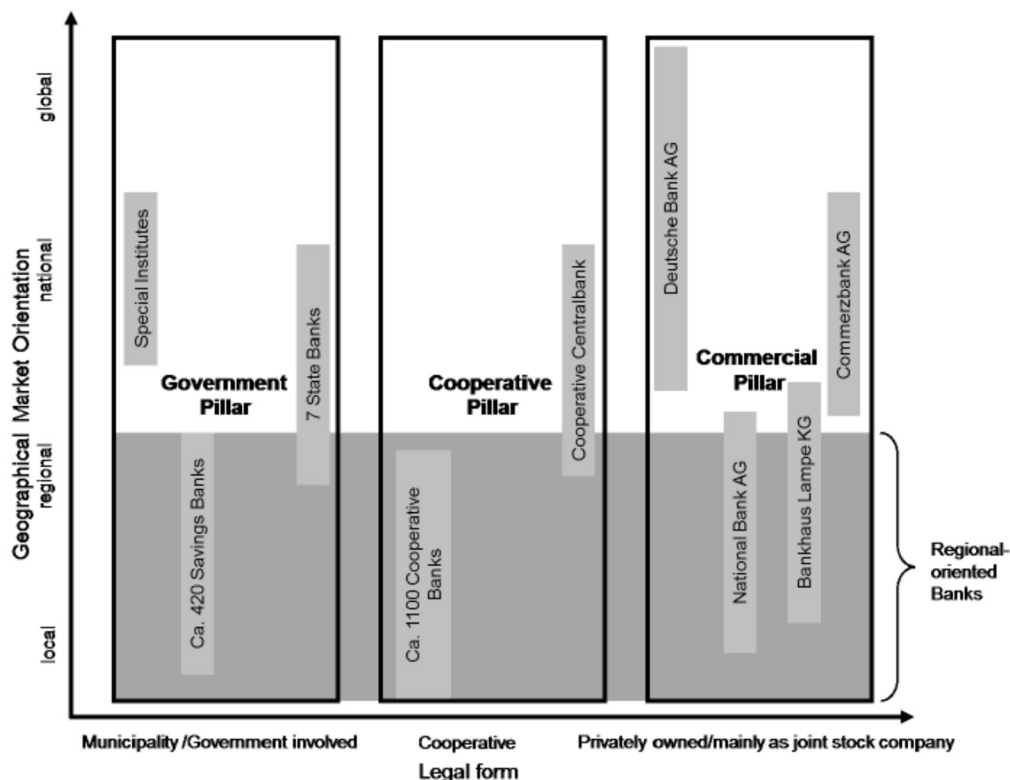 Geographical Market Orientation
global
national
regional
local
Special Institutes
Government
Pillar
7 State Banks
Ca. 420 Savings Banks
Cooperative
Pillar
Cooperative Centralbank
Ca. 1100 Cooperative
Banks
Deutsche Bank AG
Commercial
Pillar
Commerzbank AG
National Bank AG
Bankhaus Lampe KG
Regional-
oriented
Banks
Municipality/Government involved
Cooperative
Privately owned/mainly as joint stock company
Legal form